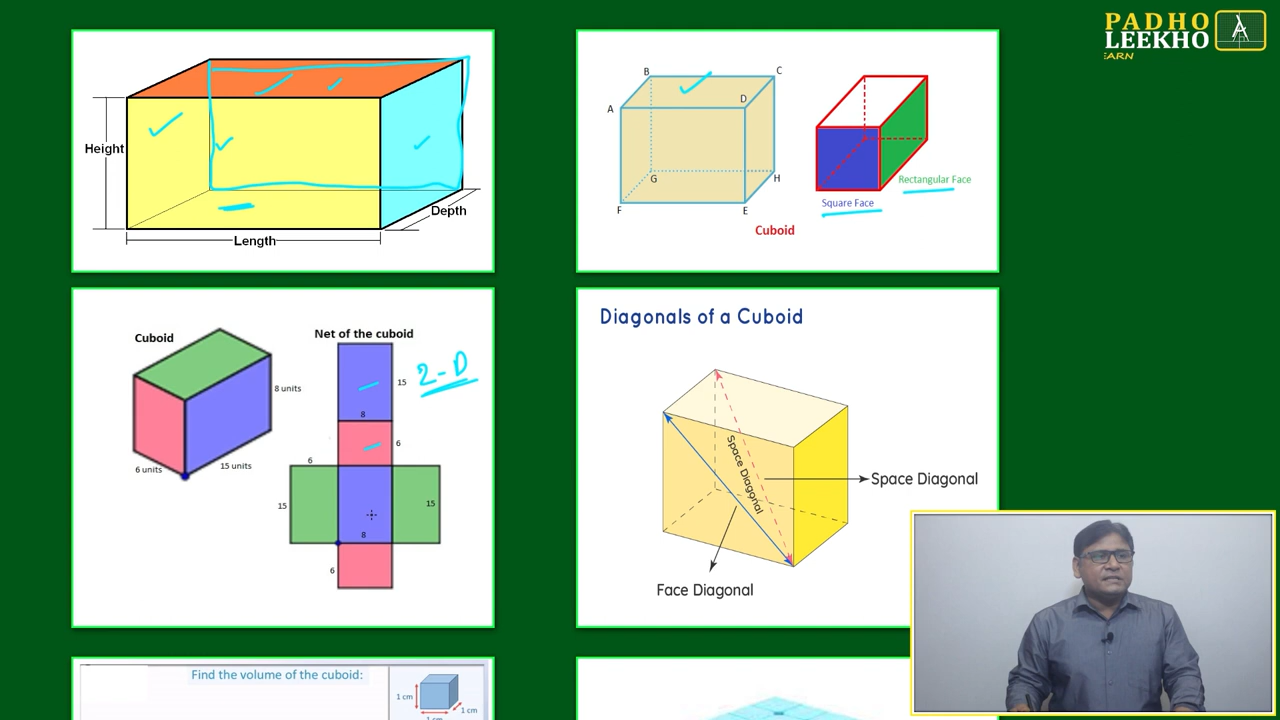 PADHO
LEEKHO
EARN
Height
Length
Depth
B
C
A
D
G
H
F
E
Rectangular Face
Square Face
Cuboid
Cuboid
8 units
6 units
15 units
Net of the cuboid
15
2-D
8
6
6
15
15
8
6
Diagonals of a Cuboid
Space Diagonal
Space Diagonal
Face Diagonal
Find the volume of the cuboid:
1 cm
1 cm
1 cm